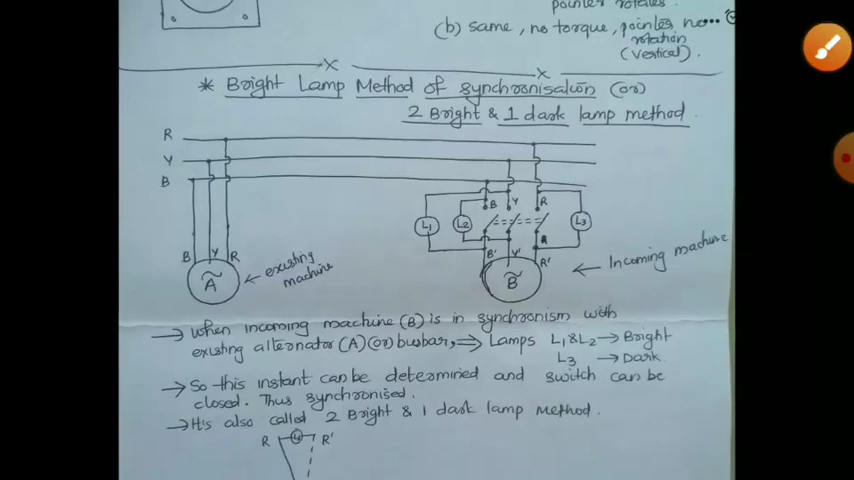 pointer rotates.
(b) same, no torque, pointer no
rotation
(vertical).
* Bright Lamp Method of synchronisation (or)
2 Bright & 1 dark lamp method.
R
Y
B
B Y R
L1 L2 L3
B Y R
existing
machine
A
B' Y' R'
B
Incoming machine
→ When incoming machine (B) is in synchronism with
existing alternator (A) (or) busbar, ⟹ Lamps L1 & L2 → Bright
L3 → Dark.
→ So this instant can be determined and switch can be
closed. Thus synchronised.
→ It's also called 2 Bright & 1 dark lamp method.
R R'